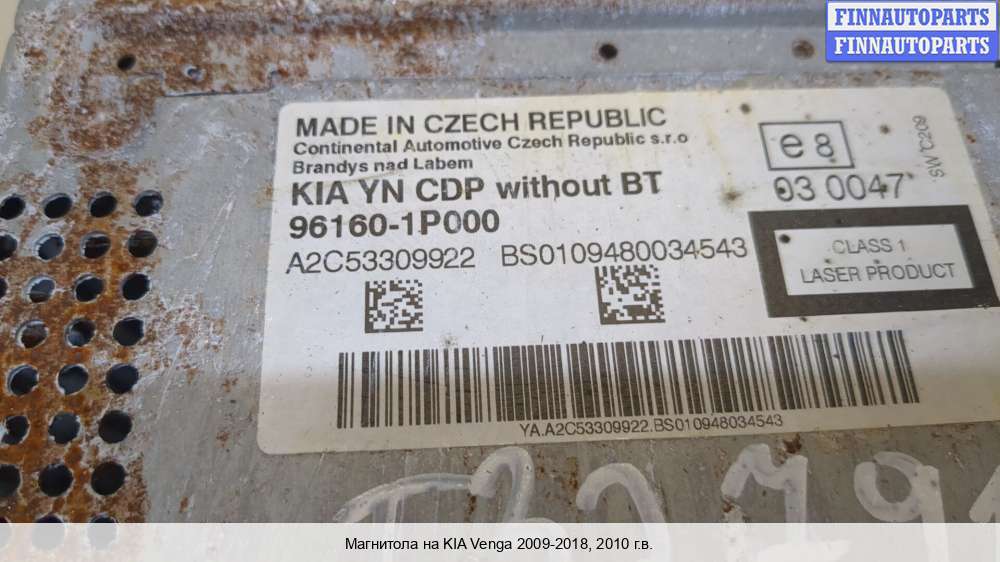 FINNAUTOPARTS
FINNAUTOPARTS
MADE IN CZECH REPUBLIC
Continental Automotive Czech Republic s.r.o
Brandys nad Labem
KIA YN CDP without BT
96160-1P000
A2C53309922 BS0109480034543
e8
03 0047
SW C209
CLASS 1
LASER PRODUCT
YA.A2C53309922.BS010948034543
Магнитола на KIA Venga 2009-2018, 2010 г.в.